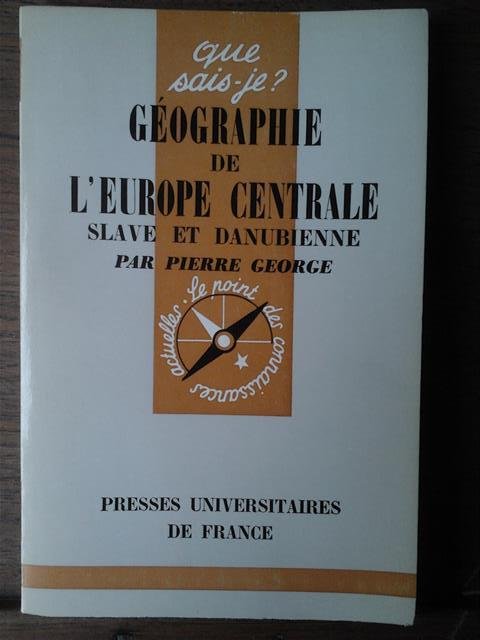 que
sais-je?
GÉOGRAPHIE
DE
L'EUROPE CENTRALE
SLAVE ET DANUBIENNE
PAR PIERRE GEORGE
Le point des connaissances actuelles.
PRESSES UNIVERSITAIRES
DE FRANCE